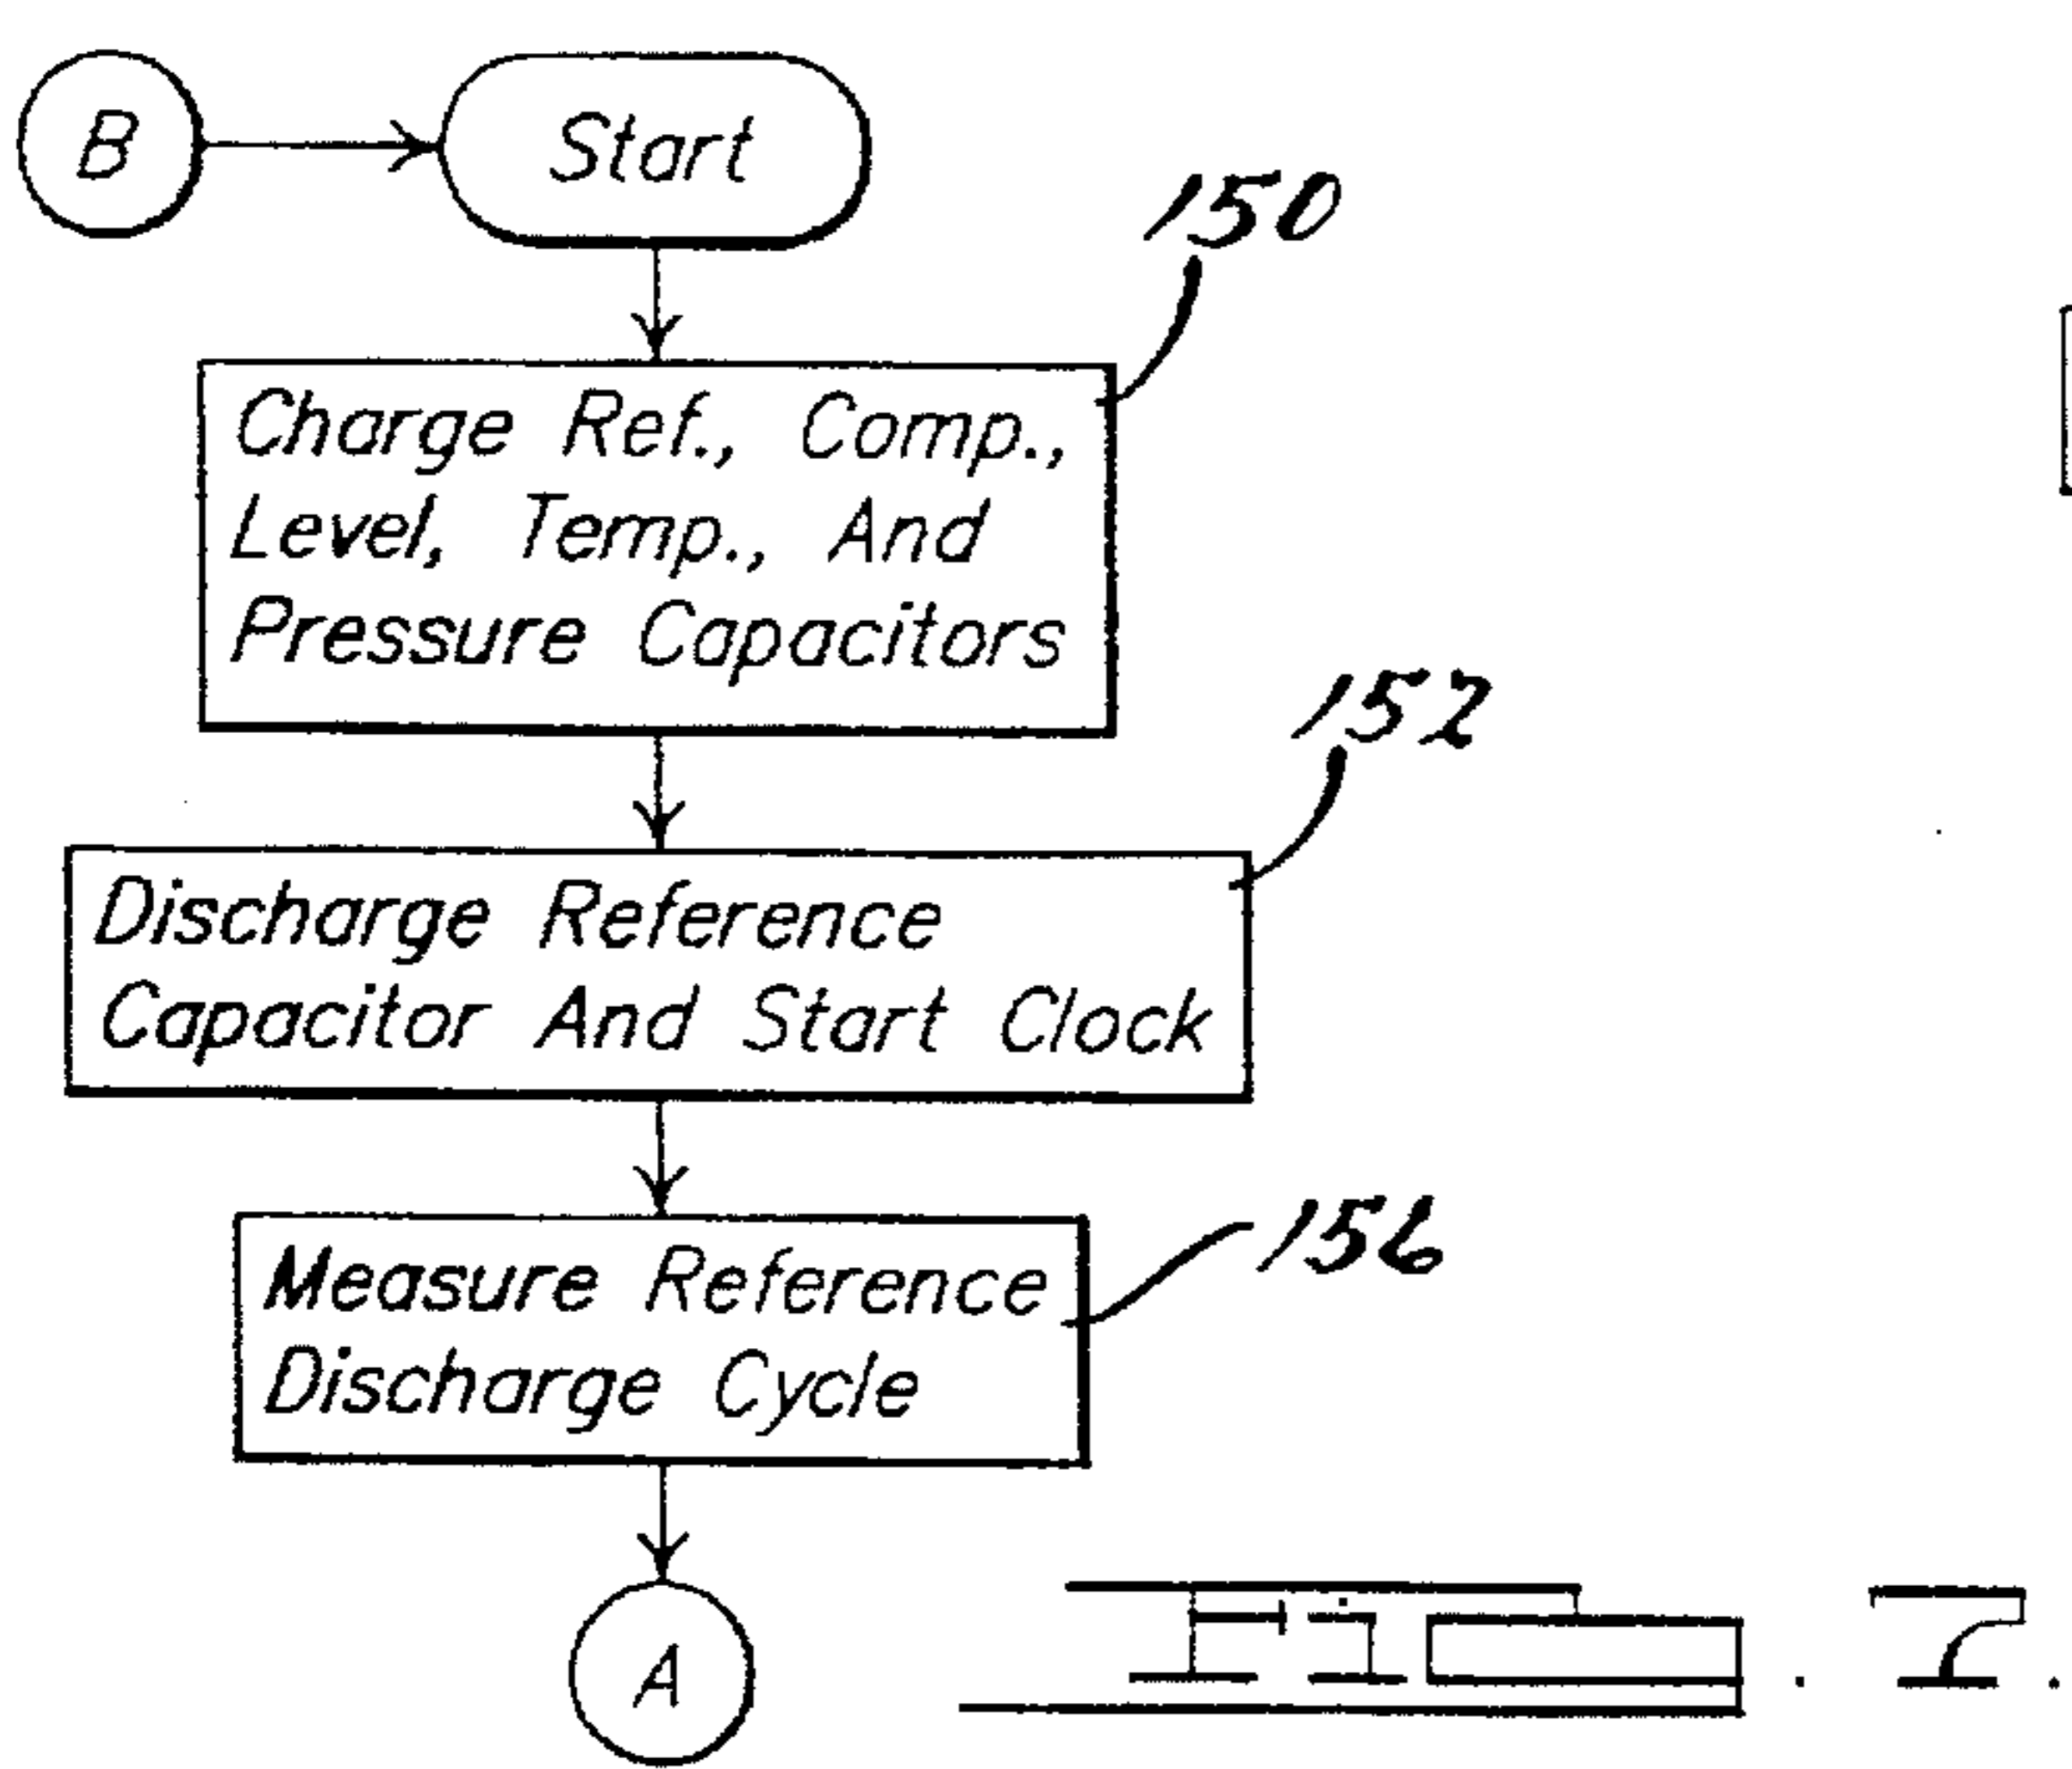 B
Start
150
Charge Ref., Comp.,
Level, Temp., And
Pressure Capacitors
152
Discharge Reference
Capacitor And Start Clock
156
Measure Reference
Discharge Cycle
A
Fig. 7.